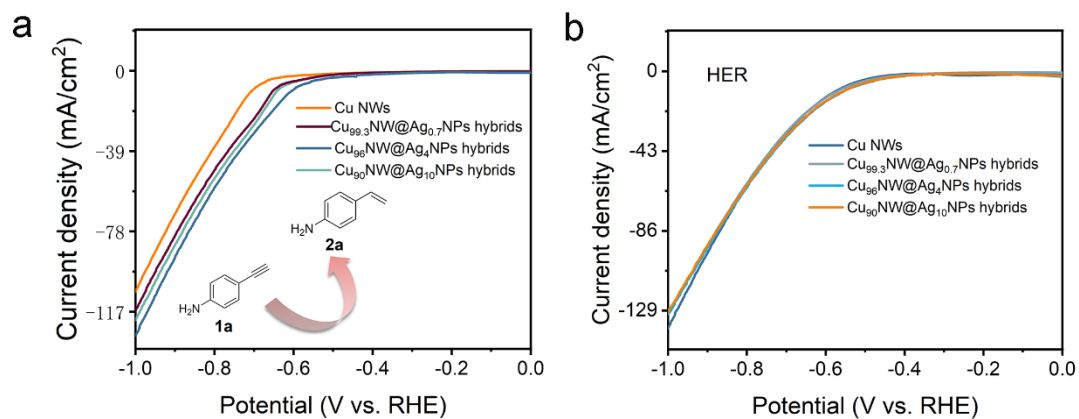 a
Current density (mA/cm²)
0
−39
−78
−117
Cu NWs
Cu₉₉.₃NW@Ag₀.₇NPs hybrids
Cu₉₆NW@Ag₄NPs hybrids
Cu₉₀NW@Ag₁₀NPs hybrids
H₂N
2a
H₂N
1a
-1.0 -0.8 -0.6 -0.4 -0.2 0.0
Potential (V vs. RHE)
b
Current density (mA/cm²)
0
-43
-86
-129
HER
Cu NWs
Cu₉₉.₃NW@Ag₀.₇NPs hybrids
Cu₉₆NW@Ag₄NPs hybrids
Cu₉₀NW@Ag₁₀NPs hybrids
-1.0 -0.8 -0.6 -0.4 -0.2 0.0
Potential (V vs. RHE)